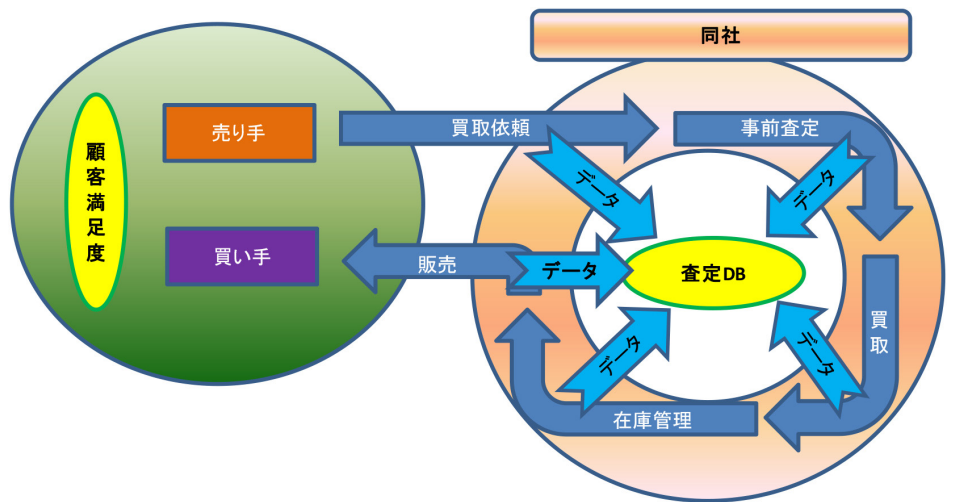 同社
顧客満足度
売り手
買取依頼
事前査定
データ
データ
買い手
販売
データ
査定DB
買取
データ
データ
在庫管理